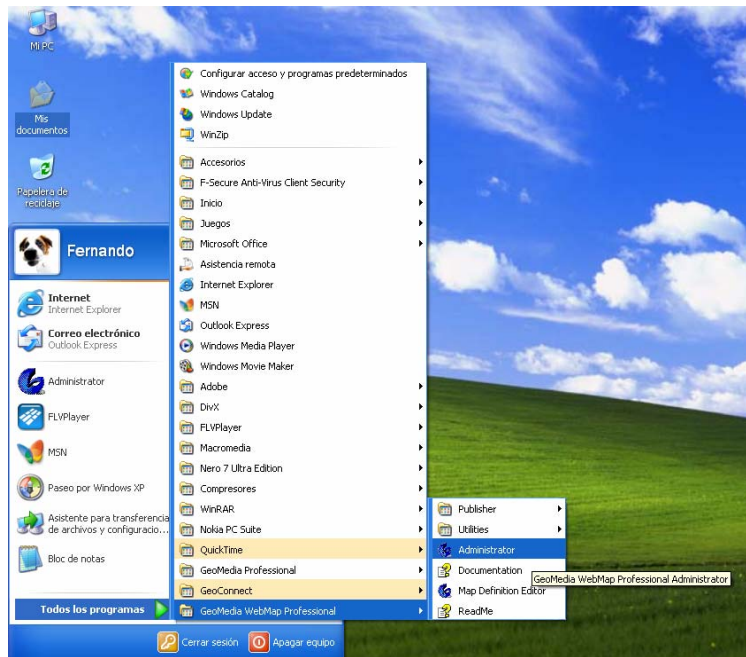 Mi PC
Mis
documentos
Papelera de
reciclaje
Fernando
Internet
Internet Explorer
Correo electrónico
Outlook Express
Administrator
FLVPlayer
MSN
Paseo por Windows XP
Asistente para transferencia
de archivos y configuracio...
Bloc de notas
Todos los programas
Cerrar sesión
Apagar equipo
Configurar acceso y programas predeterminados
Windows Catalog
Windows Update
WinZip
Accesorios
F-Secure Anti-Virus Client Security
Inicio
Juegos
Microsoft Office
Asistencia remota
Internet Explorer
MSN
Outlook Express
Windows Media Player
Windows Movie Maker
Adobe
DivX
FLVPlayer
Macromedia
Nero 7 Ultra Edition
Compresores
WinRAR
Nokia PC Suite
QuickTime
GeoMedia Professional
GeoConnect
GeoMedia WebMap Professional
Publisher
Utilities
Administrator
Documentation
GeoMedia WebMap Professional Administrator
Map Definition Editor
ReadMe